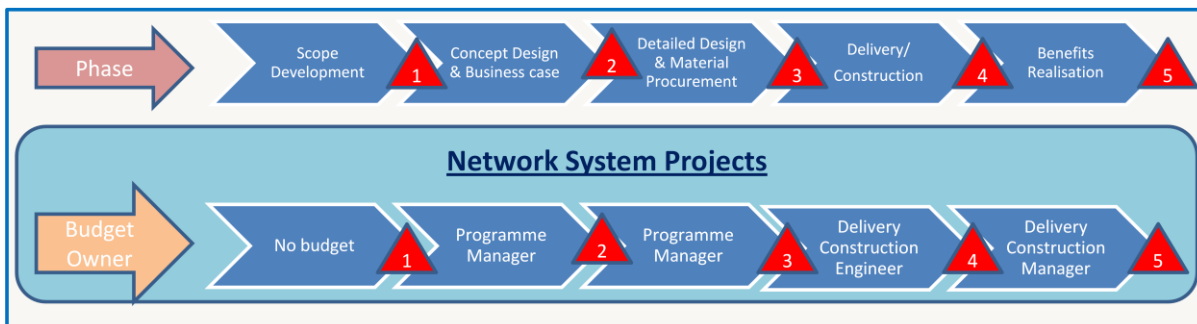 Phase
Scope
Development
1
Concept Design
& Business case
2
Detailed Design
& Material
Procurement
3
Delivery/
Construction
4
Benefits
Realisation
5
Network System Projects
Budget
Owner
No budget
1
Programme
Manager
2
Programme
Manager
3
Delivery
Construction
Engineer
4
Delivery
Construction
Manager
5